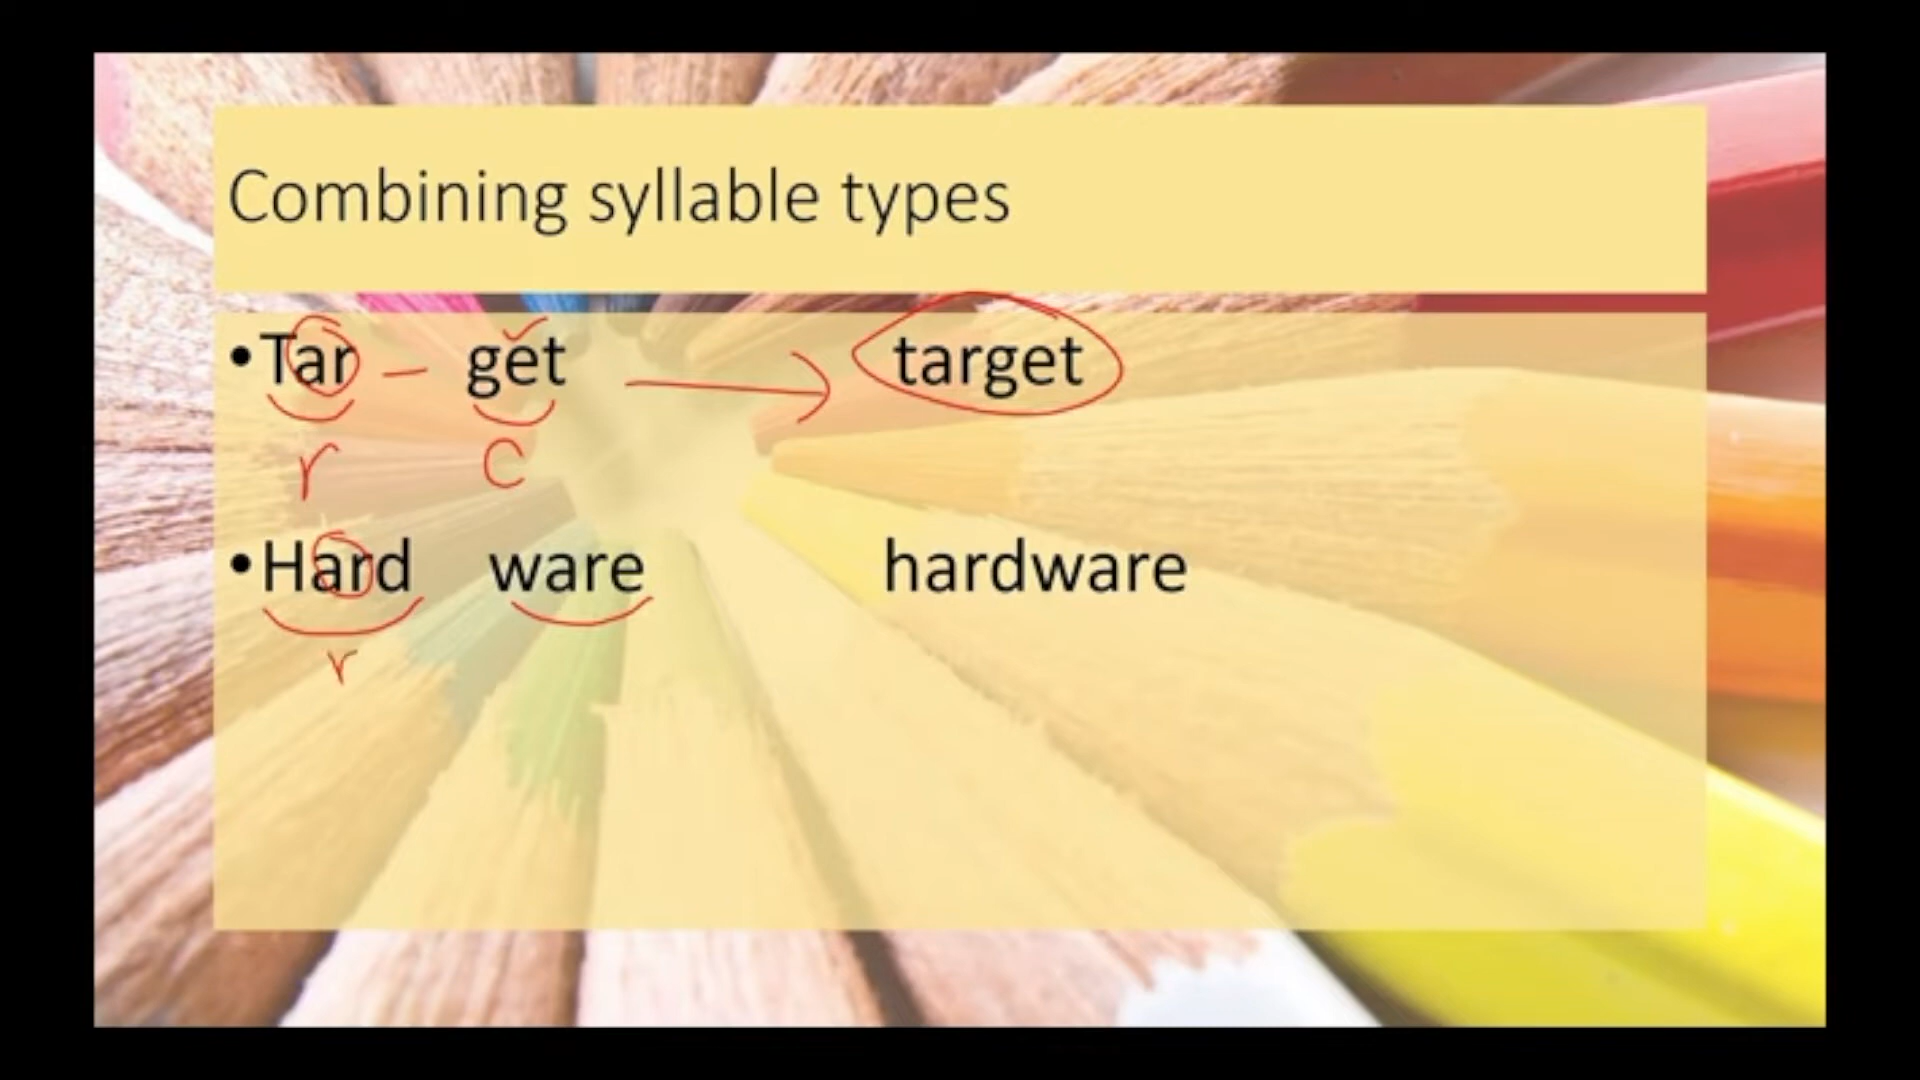 Combining syllable types
•Tar – get → target
r c
•Hard ware hardware
r